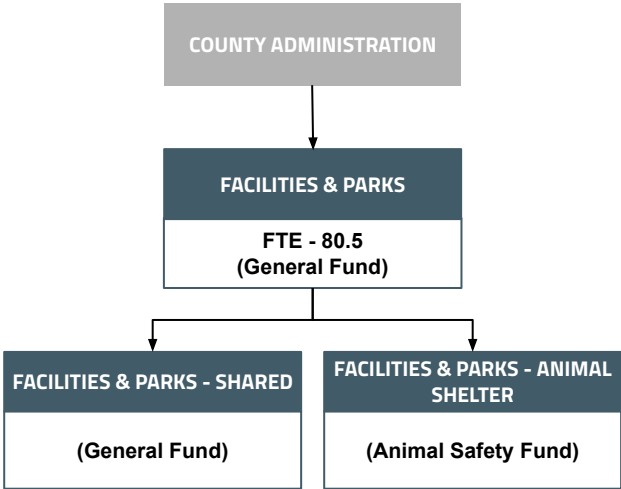 COUNTY ADMINISTRATION
FACILITIES & PARKS
FTE - 80.5
(General Fund)
FACILITIES & PARKS - SHARED
(General Fund)
FACILITIES & PARKS - ANIMAL
SHELTER
(Animal Safety Fund)